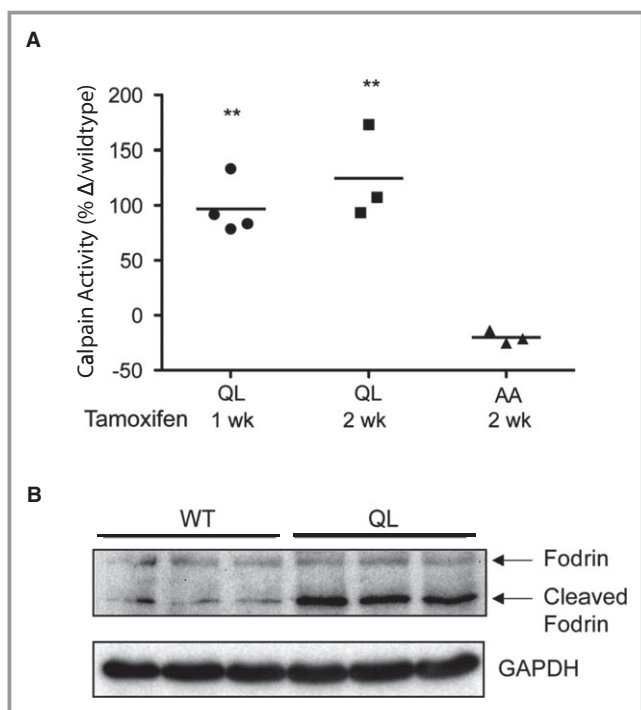 A
Calpain Activity (% Δ/wildtype)
200
150
100
50
0
-50
** **
QL QL AA
Tamoxifen 1 wk 2 wk 2 wk
B
WT QL
Fodrin
Cleaved
Fodrin
GAPDH